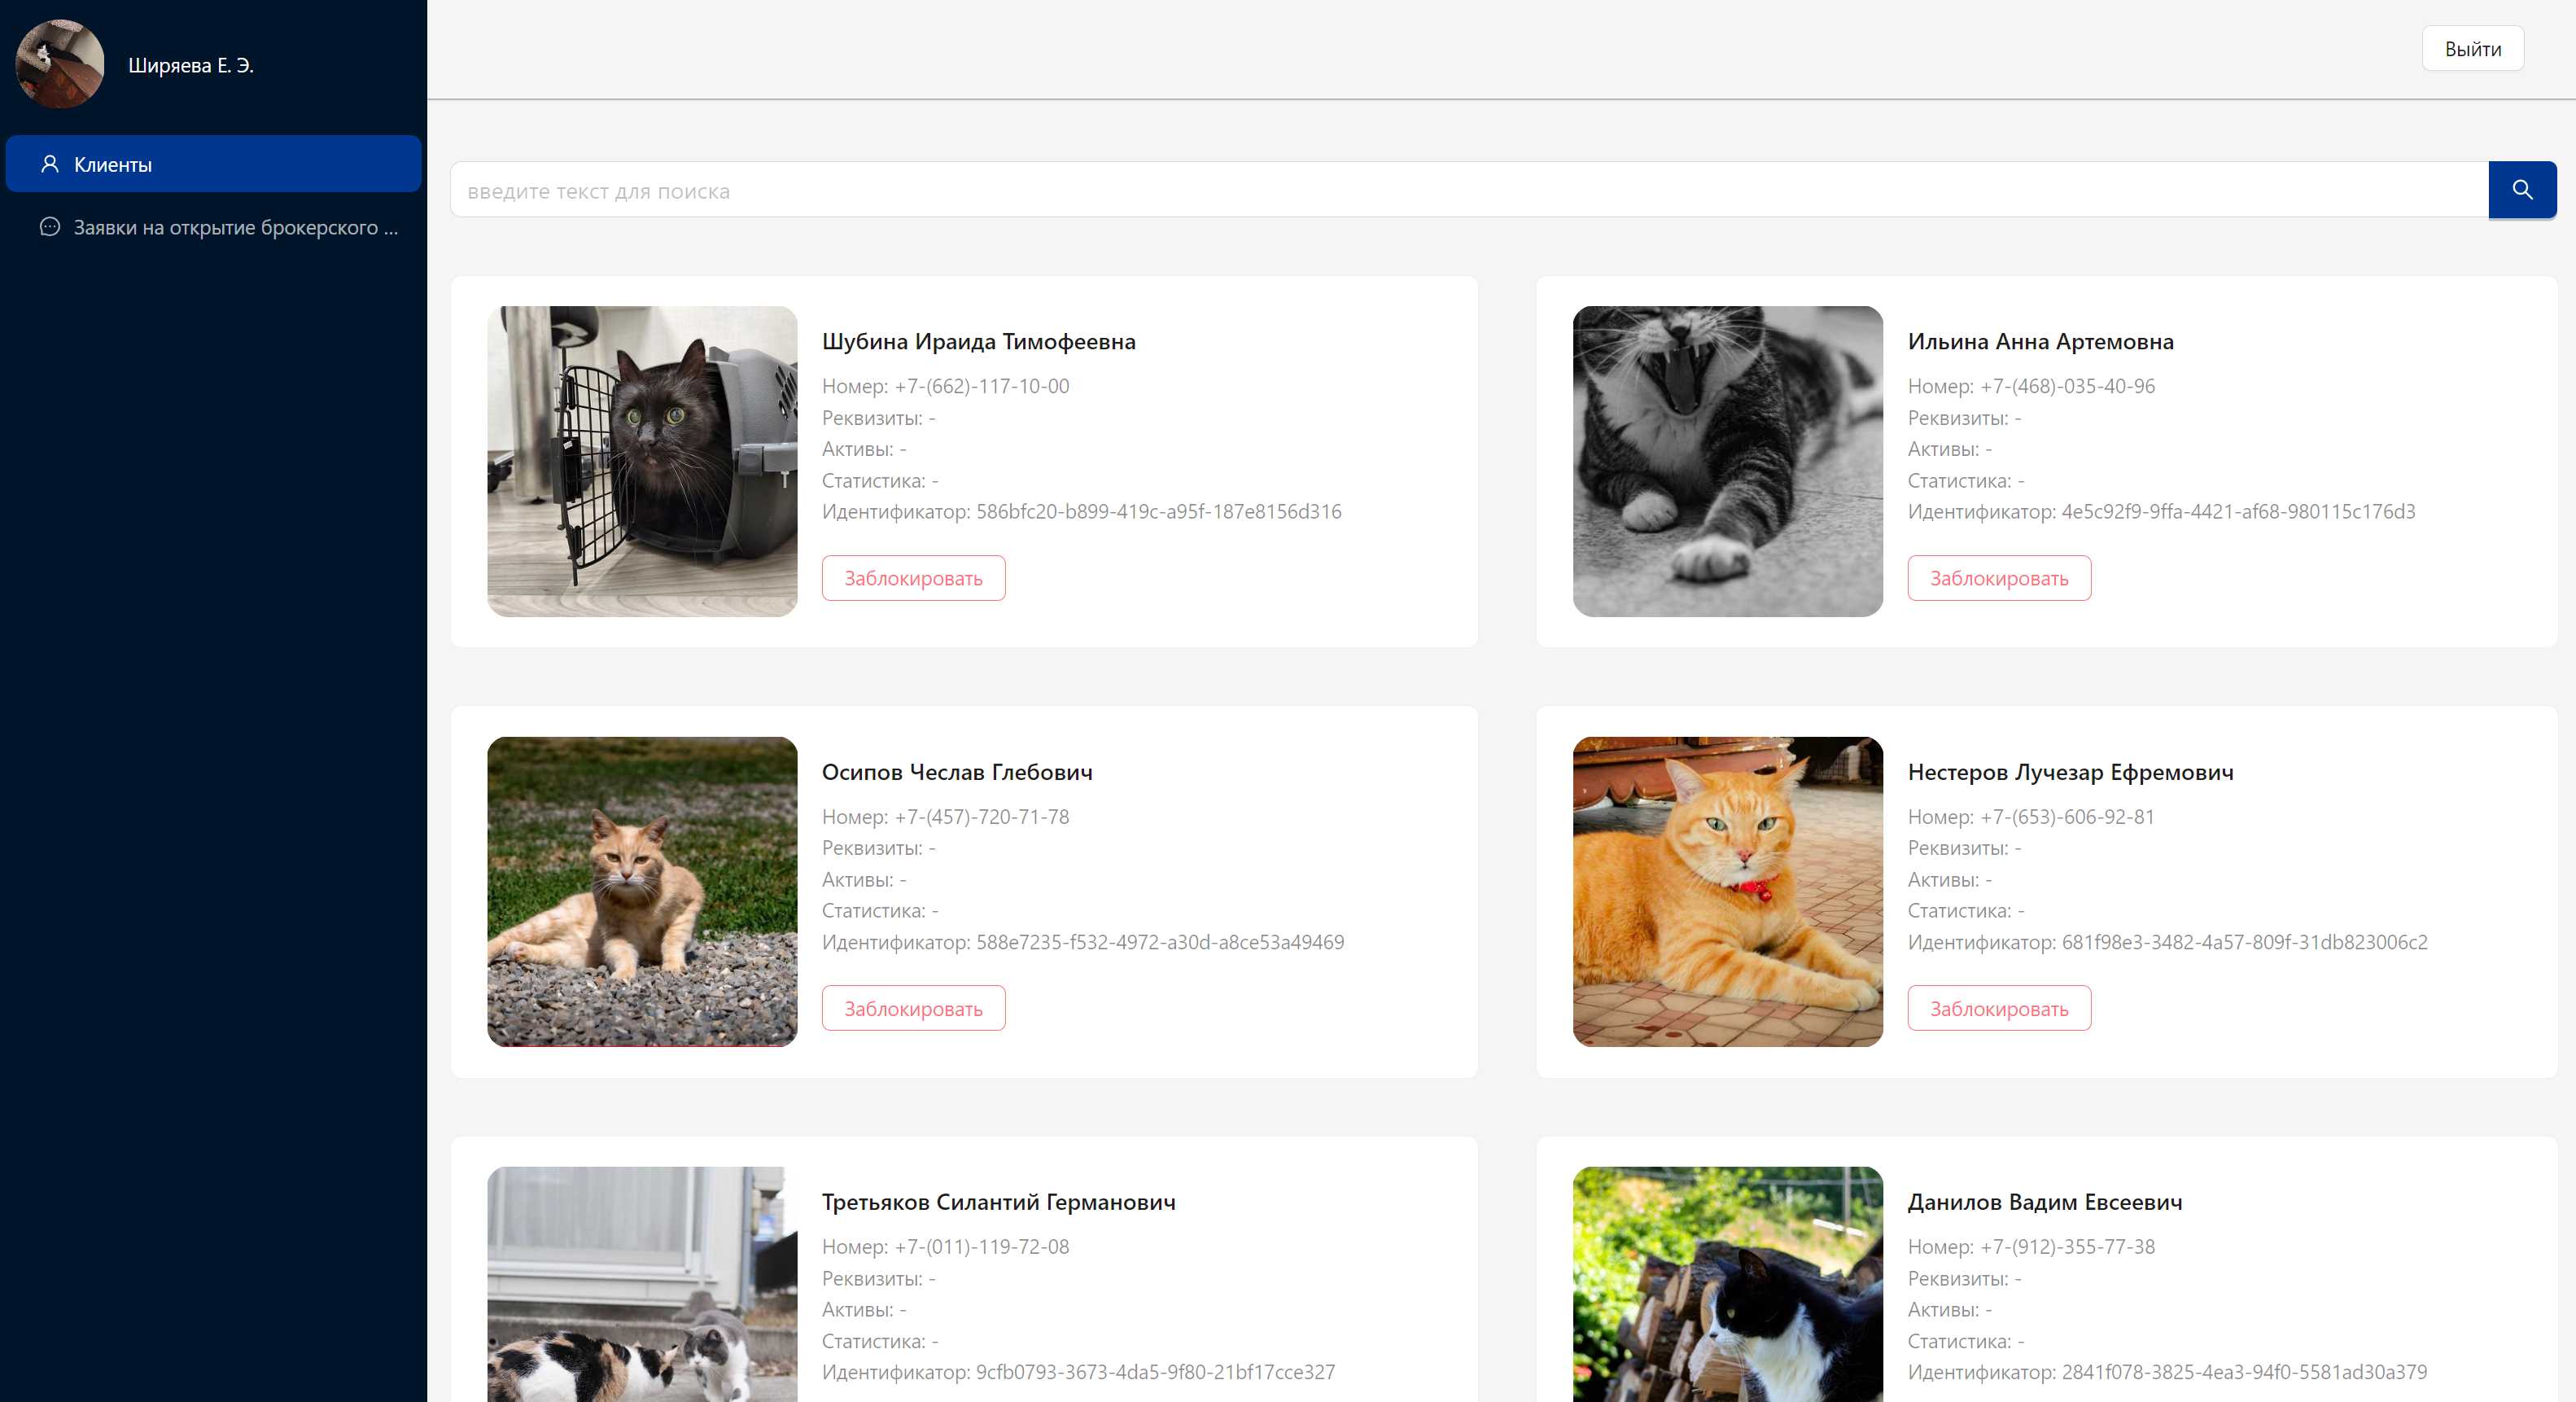 Ширяева Е. Э.
Клиенты
Заявки на открытие брокерского ...
Выйти
введите текст для поиска
Шубина Ираида Тимофеевна
Номер: +7-(662)-117-10-00
Реквизиты: -
Активы: -
Статистика: -
Идентификатор: 586bfc20-b899-419c-a95f-187e8156d316
Заблокировать
Ильина Анна Артемовна
Номер: +7-(468)-035-40-96
Реквизиты: -
Активы: -
Статистика: -
Идентификатор: 4e5c92f9-9ffa-4421-af68-980115c176d3
Заблокировать
Осипов Чеслав Глебович
Номер: +7-(457)-720-71-78
Реквизиты: -
Активы: -
Статистика: -
Идентификатор: 588e7235-f532-4972-a30d-a8ce53a49469
Заблокировать
Нестеров Лучезар Ефремович
Номер: +7-(653)-606-92-81
Реквизиты: -
Активы: -
Статистика: -
Идентификатор: 681f98e3-3482-4a57-809f-31db823006c2
Заблокировать
Третьяков Силантий Германович
Номер: +7-(011)-119-72-08
Реквизиты: -
Активы: -
Статистика: -
Идентификатор: 9cfb0793-3673-4da5-9f80-21bf17cce327
Данилов Вадим Евсеевич
Номер: +7-(912)-355-77-38
Реквизиты: -
Активы: -
Статистика: -
Идентификатор: 2841f078-3825-4ea3-94f0-5581ad30a379